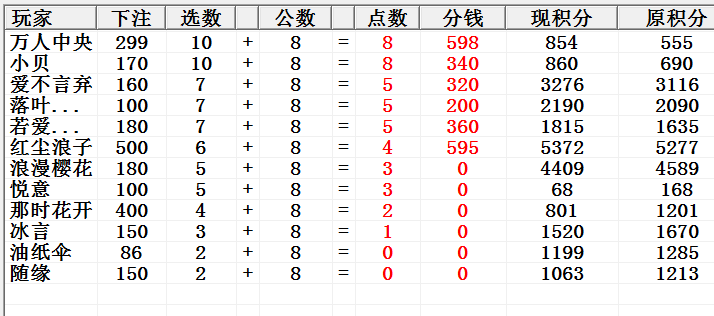 玩家 下注 选数 公数 点数 分钱 现积分 原积分
万人中央 299 10 + 8 = 8 598 854 555
小贝 170 10 + 8 = 8 340 860 690
爱不言弃 160 7 + 8 = 5 320 3276 3116
落叶... 100 7 + 8 = 5 200 2190 2090
若爱... 180 7 + 8 = 5 360 1815 1635
红尘浪子 500 6 + 8 = 4 595 5372 5277
浪漫樱花 180 5 + 8 = 3 0 4409 4589
悦意 100 5 + 8 = 3 0 68 168
那时花开 400 4 + 8 = 2 0 801 1201
冰言 150 3 + 8 = 1 0 1520 1670
油纸伞 86 2 + 8 = 0 0 1199 1285
随缘 150 2 + 8 = 0 0 1063 1213